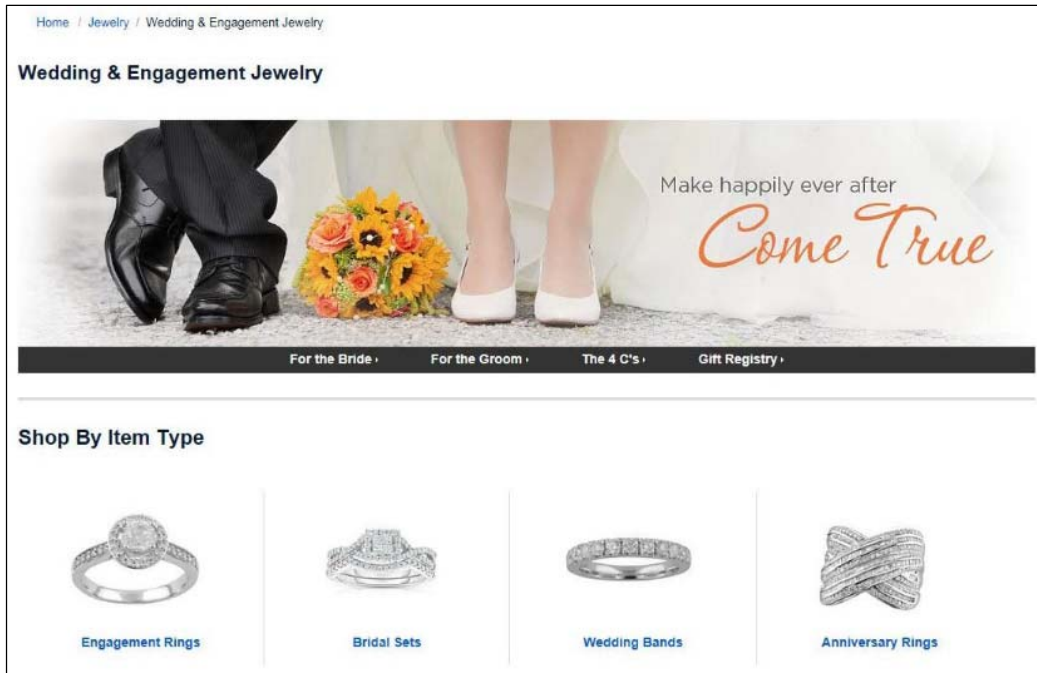 Home / Jewelry / Wedding & Engagement Jewelry
Wedding & Engagement Jewelry
Make happily ever after
Come True
For the Bride › For the Groom › The 4 C's › Gift Registry ›
Shop By Item Type
Engagement Rings Bridal Sets Wedding Bands Anniversary Rings